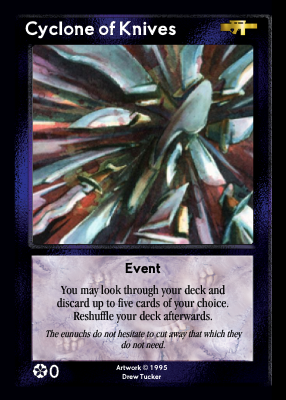 Cyclone of Knives
Event
You may look through your deck and
discard up to five cards of your choice.
Reshuffle your deck afterwards.
The eunuchs do not hesitate to cut away that which they
do not need.
0
Artwork © 1995
Drew Tucker